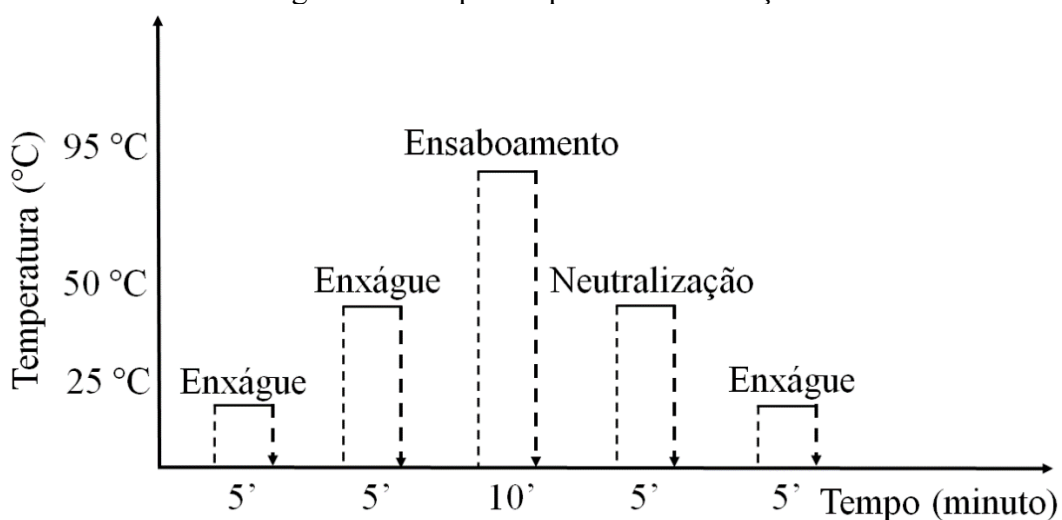 95 °C
Ensaboamento
50 °C
Enxágue
Neutralização
25 °C
Enxágue
Enxágue
Temperatura (°C)
5’ 5’ 10’ 5’ 5’ Tempo (minuto)